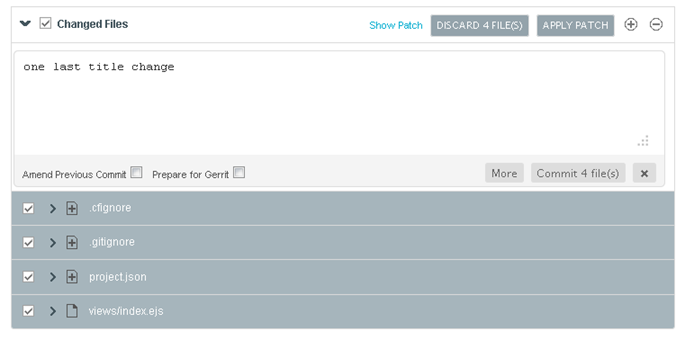 Changed Files Show Patch DISCARD 4 FILE(S) APPLY PATCH
one last title change
Amend Previous Commit Prepare for Gerrit More Commit 4 file(s) x
.cfignore
.gitignore
project.json
views/index.ejs